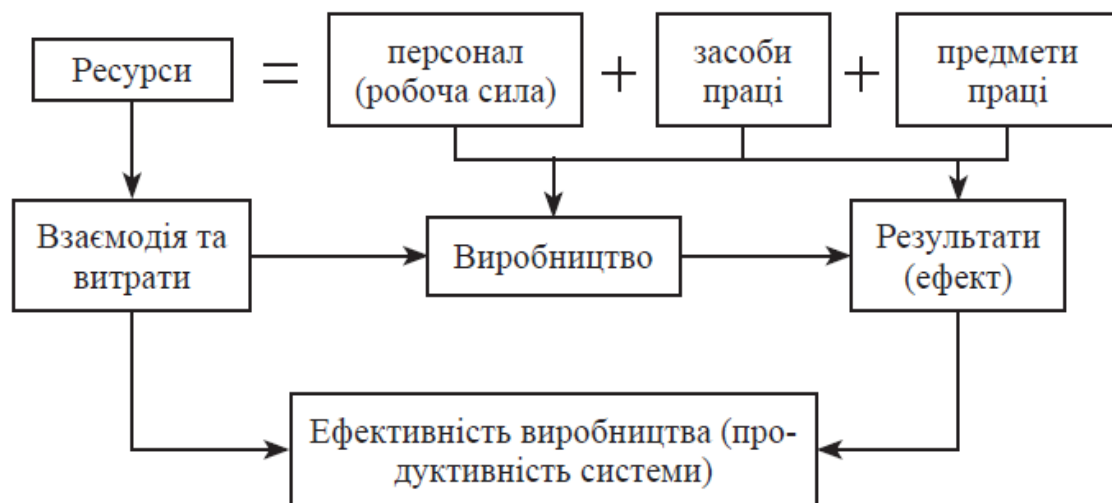 Ресурси
=
персонал
(робоча сила)
+
засоби
праці
+
предмети
праці
Взаємодія та
витрати
Виробництво
Результати
(ефект)
Ефективність виробництва (про-
дуктивність системи)